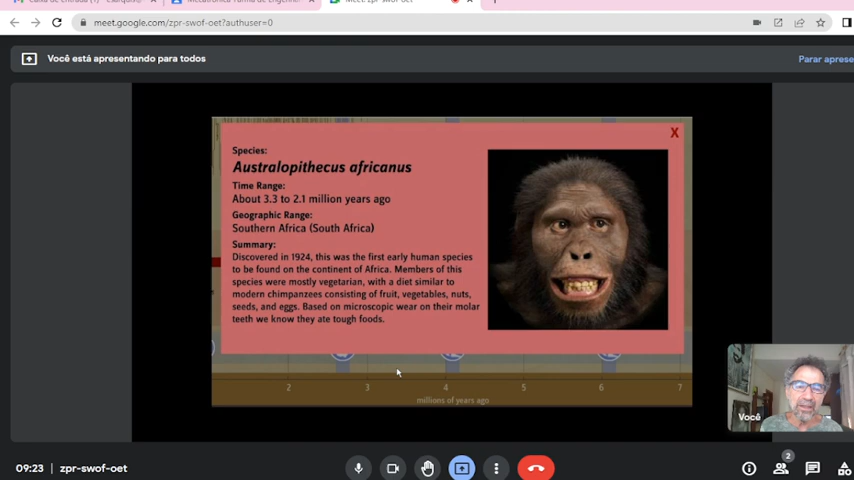 meet.google.com/zpr-swof-oet?authuser=0
Você está apresentando para todos
Parar aprese
X
Species:
Australopithecus africanus
Time Range:
About 3.3 to 2.1 million years ago
Geographic Range:
Southern Africa (South Africa)
Summary:
Discovered in 1924, this was the first early human species
to be found on the continent of Africa. Members of this
species were mostly vegetarian, with a diet similar to
modern chimpanzees consisting of fruit, vegetables, nuts,
seeds, and eggs. Based on microscopic wear on their molar
teeth we know they ate tough foods.
2 3 4 5 6 7
millions of years ago
Você
09:23 | zpr-swof-oet
2